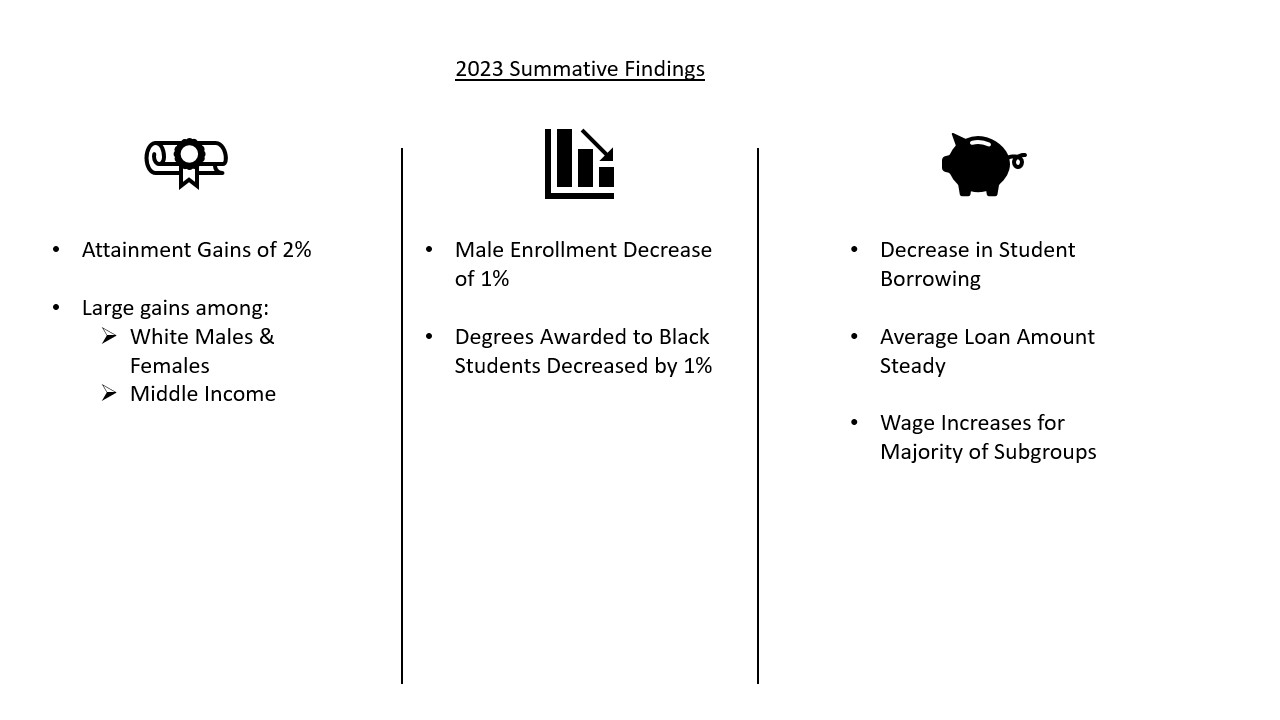 2023 Summative Findings
• Attainment Gains of 2%
• Large gains among:
➢ White Males &
Females
➢ Middle Income
• Male Enrollment Decrease
of 1%
• Degrees Awarded to Black
Students Decreased by 1%
• Decrease in Student
Borrowing
• Average Loan Amount
Steady
• Wage Increases for
Majority of Subgroups